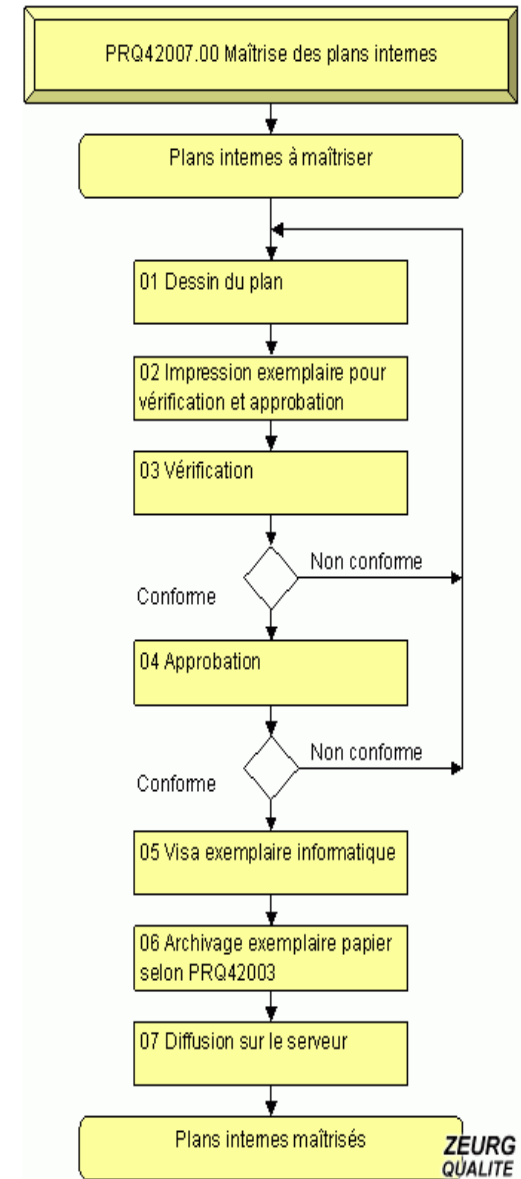 PRQ42007.00 Maîtrise des plans internes
Plans internes à maîtriser
01 Dessin du plan
02 Impression exemplaire pour
vérification et approbation
03 Vérification
Non conforme
Conforme
04 Approbation
Non conforme
Conforme
05 Visa exemplaire informatique
06 Archivage exemplaire papier
selon PRQ42003
07 Diffusion sur le serveur
Plans internes maîtrisés
ZEURG
QUALITE